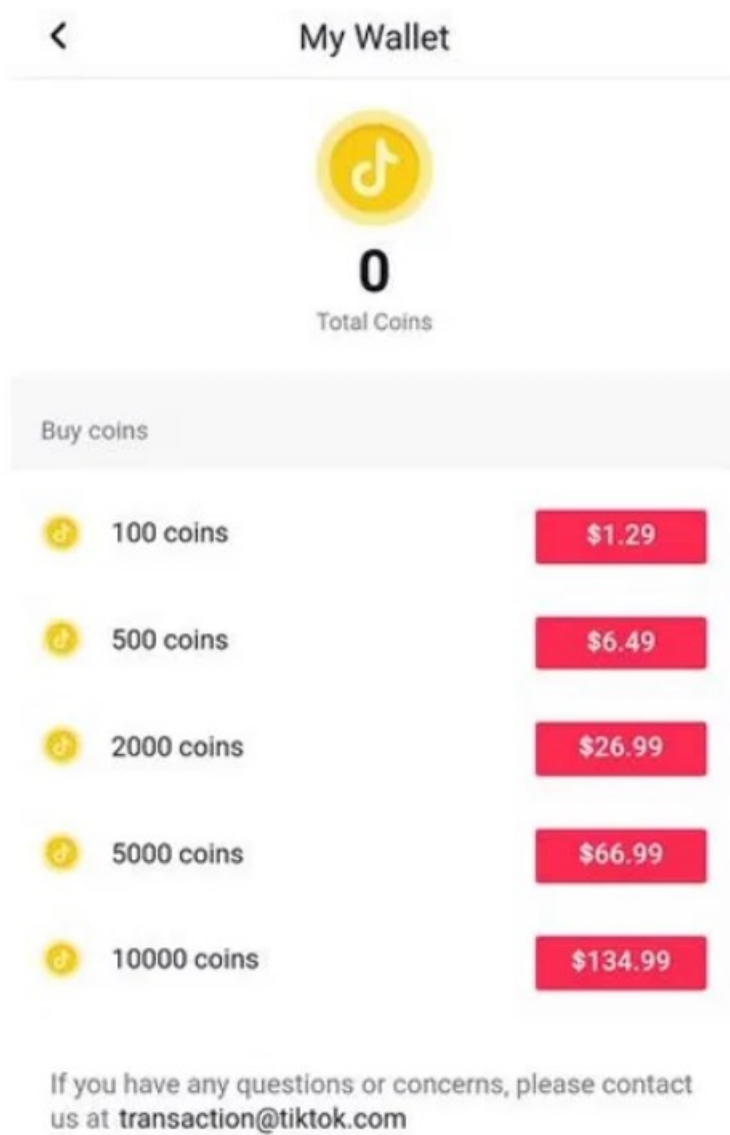 My Wallet
0
Total Coins
Buy coins
100 coins $1.29
500 coins $6.49
2000 coins $26.99
5000 coins $66.99
10000 coins $134.99
If you have any questions or concerns, please contact
us at transaction@tiktok.com